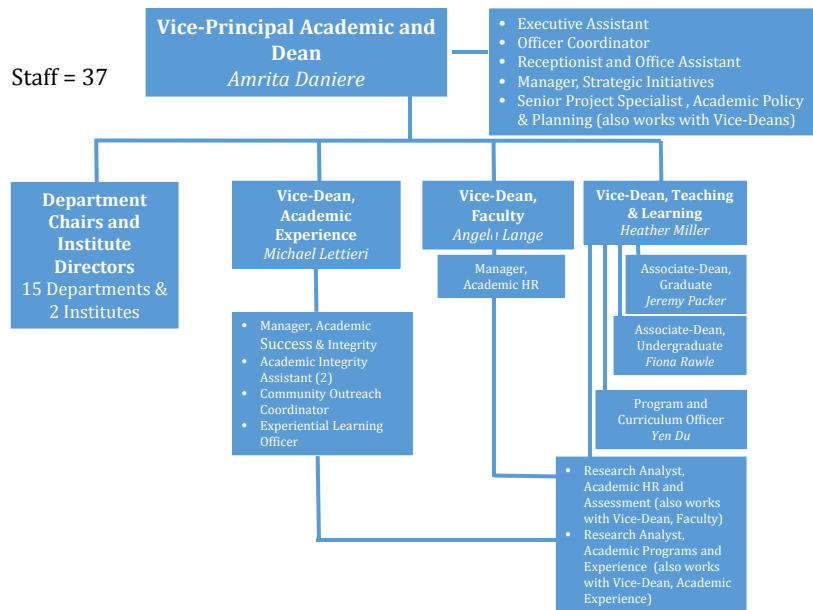 Vice-Principal Academic and
Dean
Amrita Daniere
• Executive Assistant
• Officer Coordinator
• Receptionist and Office Assistant
• Manager, Strategic Initiatives
• Senior Project Specialist , Academic Policy
& Planning (also works with Vice-Deans)
Staff = 37
Department
Chairs and
Institute
Directors
15 Departments &
2 Institutes
Vice-Dean,
Academic
Experience
Michael Lettieri
Vice-Dean,
Faculty
Angela Lange
Vice-Dean, Teaching
& Learning
Heather Miller
Manager,
Academic HR
Associate-Dean,
Graduate
Jeremy Packer
• Manager, Academic
Success & Integrity
• Academic Integrity
Assistant (2)
• Community Outreach
Coordinator
• Experiential Learning
Officer
Associate-Dean,
Undergraduate
Fiona Rawle
Program and
Curriculum Officer
Yen Du
• Research Analyst,
Academic HR and
Assessment (also works
with Vice-Dean, Faculty)
• Research Analyst,
Academic Programs and
Experience (also works
with Vice-Dean, Academic
Experience)